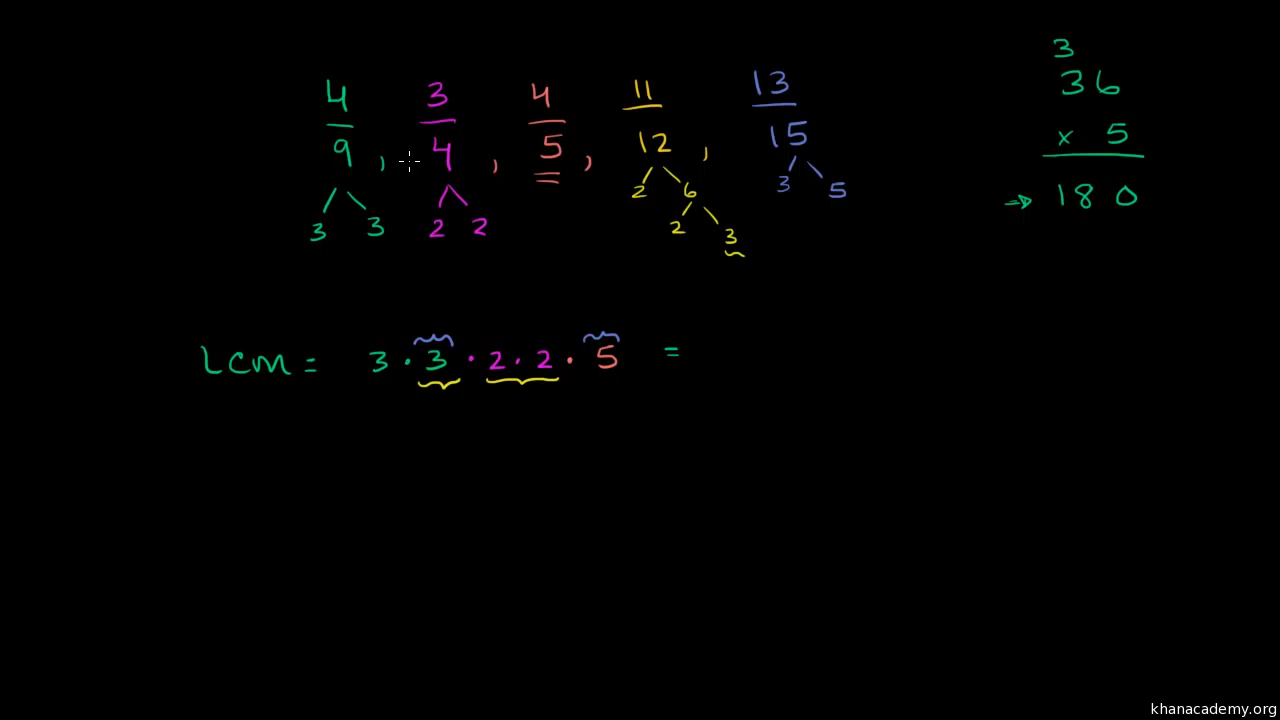 4/9 , 3/4 , 4/5 , 11/12 , 13/15
3 3 2 2 2 6 3 5
2 3
3
36
x 5
⇒ 180
LCM = 3 · 3 · 2 · 2 · 5 =
khanacademy.org